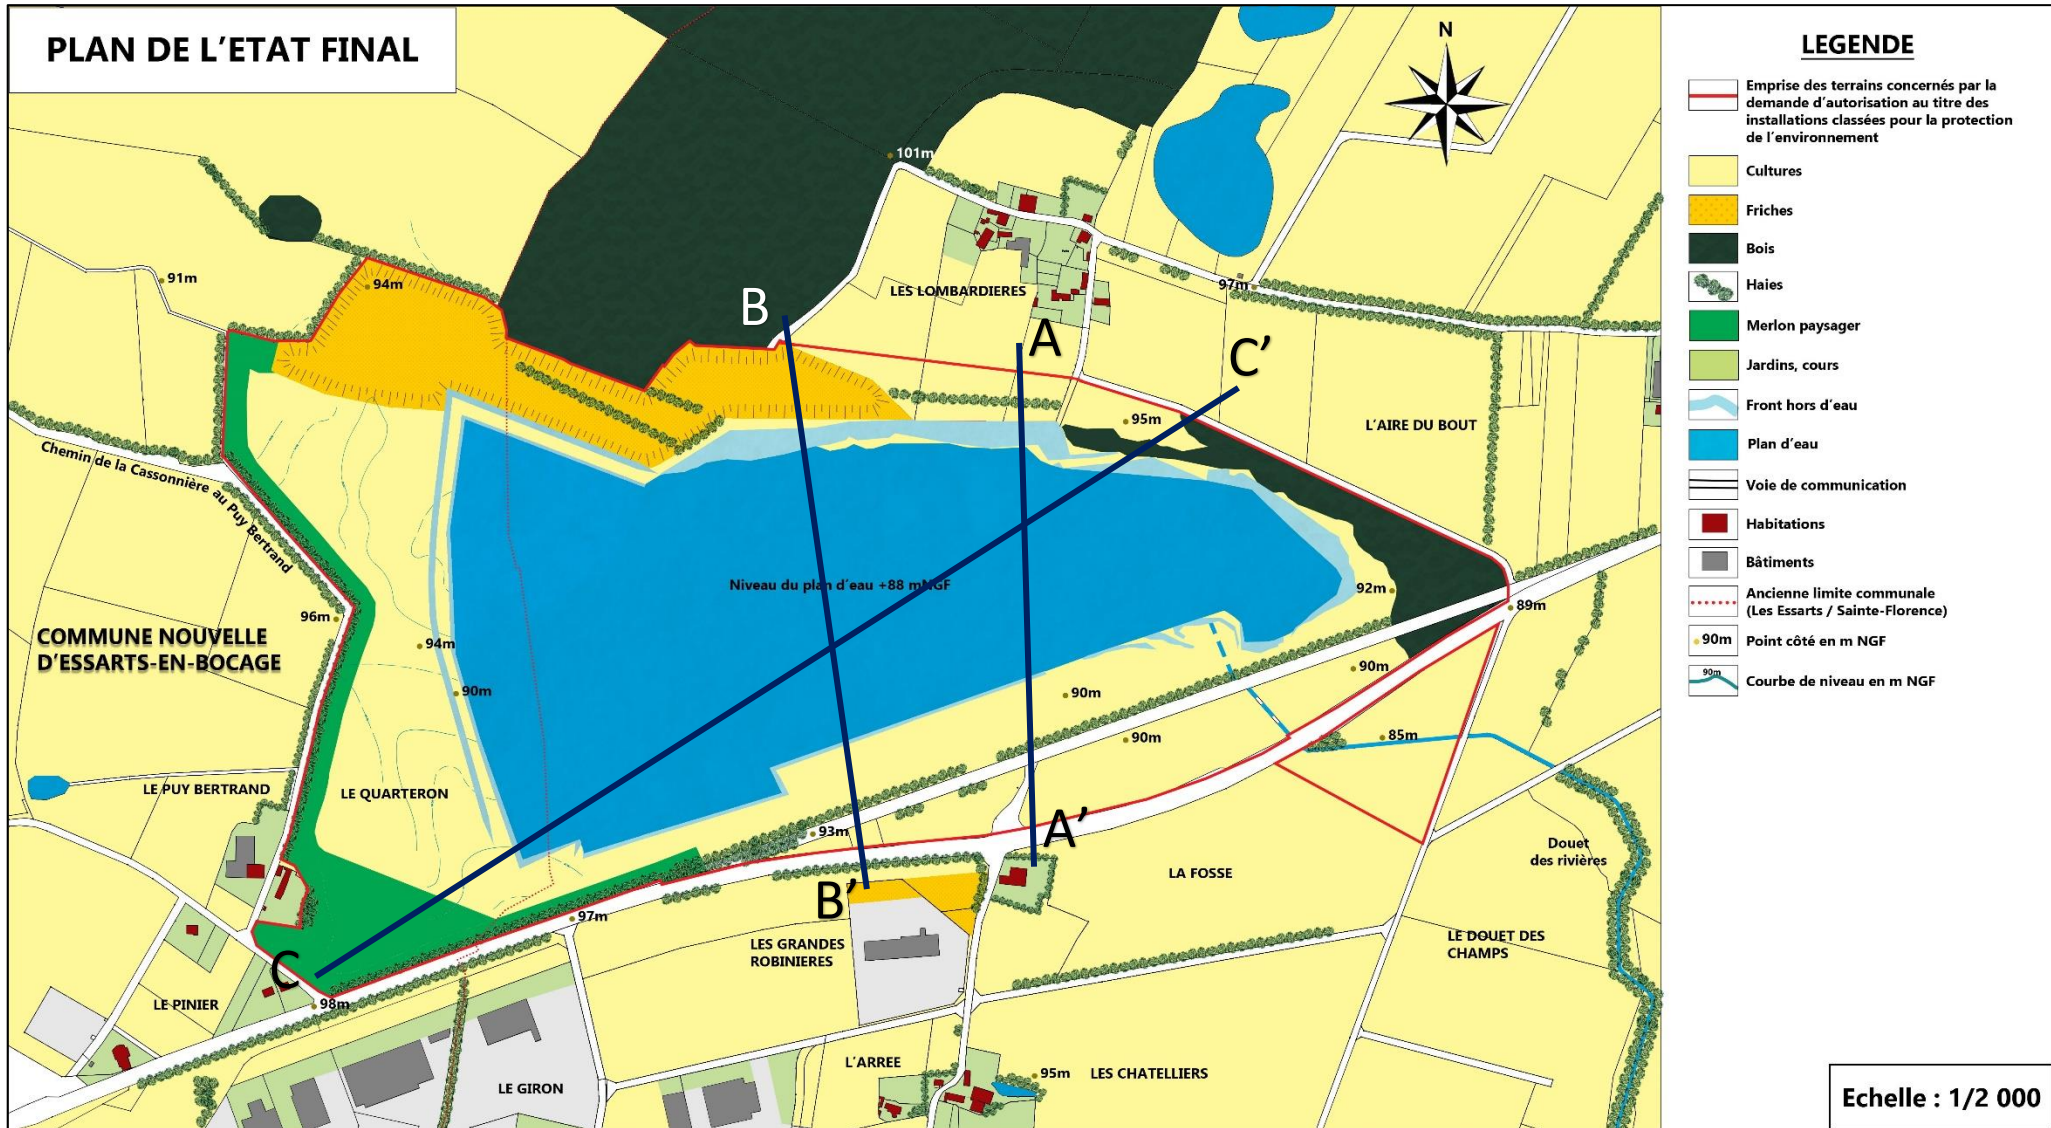 PLAN DE L'ETAT FINAL
N
101m
91m
94m
97m
LES LOMBARDIERES
B
A
C'
95m
L'AIRE DU BOUT
Chemin de la Cassonnière au Puy Bertrand
Niveau du plan d'eau +88 mNGF
92m
89m
96m
COMMUNE NOUVELLE
D'ESSARTS-EN-BOCAGE
94m
90m
90m
90m
90m
85m
LE PUY BERTRAND
LE QUARTERON
93m
A'
Douet
des rivières
LA FOSSE
B'
97m
LES GRANDES
ROBINIERES
LE DOUET DES
CHAMPS
C
98m
LE PINIER
L'ARREE
95m
LES CHATELLIERS
LE GIRON
LEGENDE
Emprise des terrains concernés par la
demande d'autorisation au titre des
installations classées pour la protection
de l'environnement
Cultures
Friches
Bois
Haies
Merlon paysager
Jardins, cours
Front hors d'eau
Plan d'eau
Voie de communication
Habitations
Bâtiments
Ancienne limite communale
(Les Essarts / Sainte-Florence)
90m Point côté en m NGF
90m Courbe de niveau en m NGF
Echelle : 1/2 000